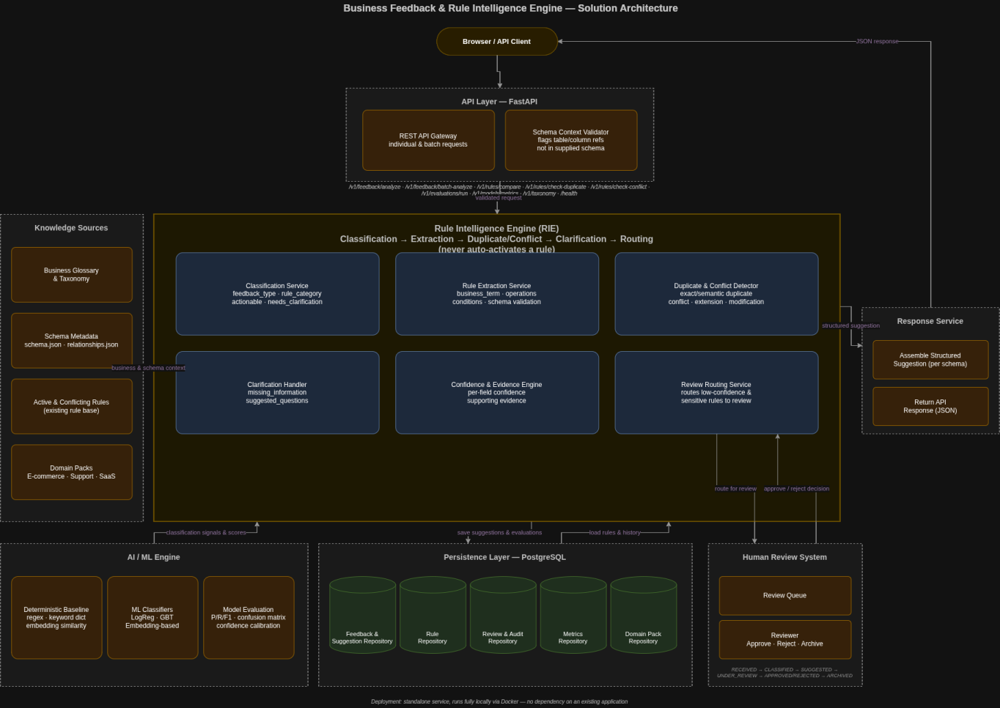 Business Feedback & Rule Intelligence Engine — Solution Architecture
Browser / API Client
JSON response
API Layer — FastAPI
REST API Gateway
individual & batch requests
Schema Context Validator
flags table/column refs
not in supplied schema
/v1/feedback/analyze · /v1/feedback/batch-analyze · /v1/rules/compare · /v1/rules/check-duplicate · /v1/rules/check-conflict ·
/v1/evaluations/run · /v1/models/metrics · /v1/taxonomy · /health
validated request
Knowledge Sources
Business Glossary
& Taxonomy
Schema Metadata
schema.json · relationships.json
business & schema context
Active & Conflicting Rules
(existing rule base)
Domain Packs
E-commerce · Support · SaaS
Rule Intelligence Engine (RIE)
Classification → Extraction → Duplicate/Conflict → Clarification → Routing
(never auto-activates a rule)
Classification Service
feedback_type · rule_category
actionable · needs_clarification
Rule Extraction Service
business_term · operations
conditions · schema validation
Duplicate & Conflict Detector
exact/semantic duplicate
conflict · extension · modification
Clarification Handler
missing_information
suggested_questions
Confidence & Evidence Engine
per-field confidence
supporting evidence
Review Routing Service
routes low-confidence &
sensitive rules to review
structured suggestion
Response Service
Assemble Structured
Suggestion (per schema)
Return API
Response (JSON)
route for review
approve / reject decision
classification signals & scores
save suggestions & evaluations
load rules & history
AI / ML Engine
Deterministic Baseline
regex · keyword dict
embedding similarity
ML Classifiers
LogReg · GBT
Embedding-based
Model Evaluation
P/R/F1 · confusion matrix
confidence calibration
Persistence Layer — PostgreSQL
Feedback &
Suggestion Repository
Rule
Repository
Review & Audit
Repository
Metrics
Repository
Domain Pack
Repository
Human Review System
Review Queue
Reviewer
Approve · Reject · Archive
RECEIVED → CLASSIFIED → SUGGESTED →
UNDER_REVIEW → APPROVED/REJECTED → ARCHIVED
Deployment: standalone service, runs fully locally via Docker — no dependency on an existing application